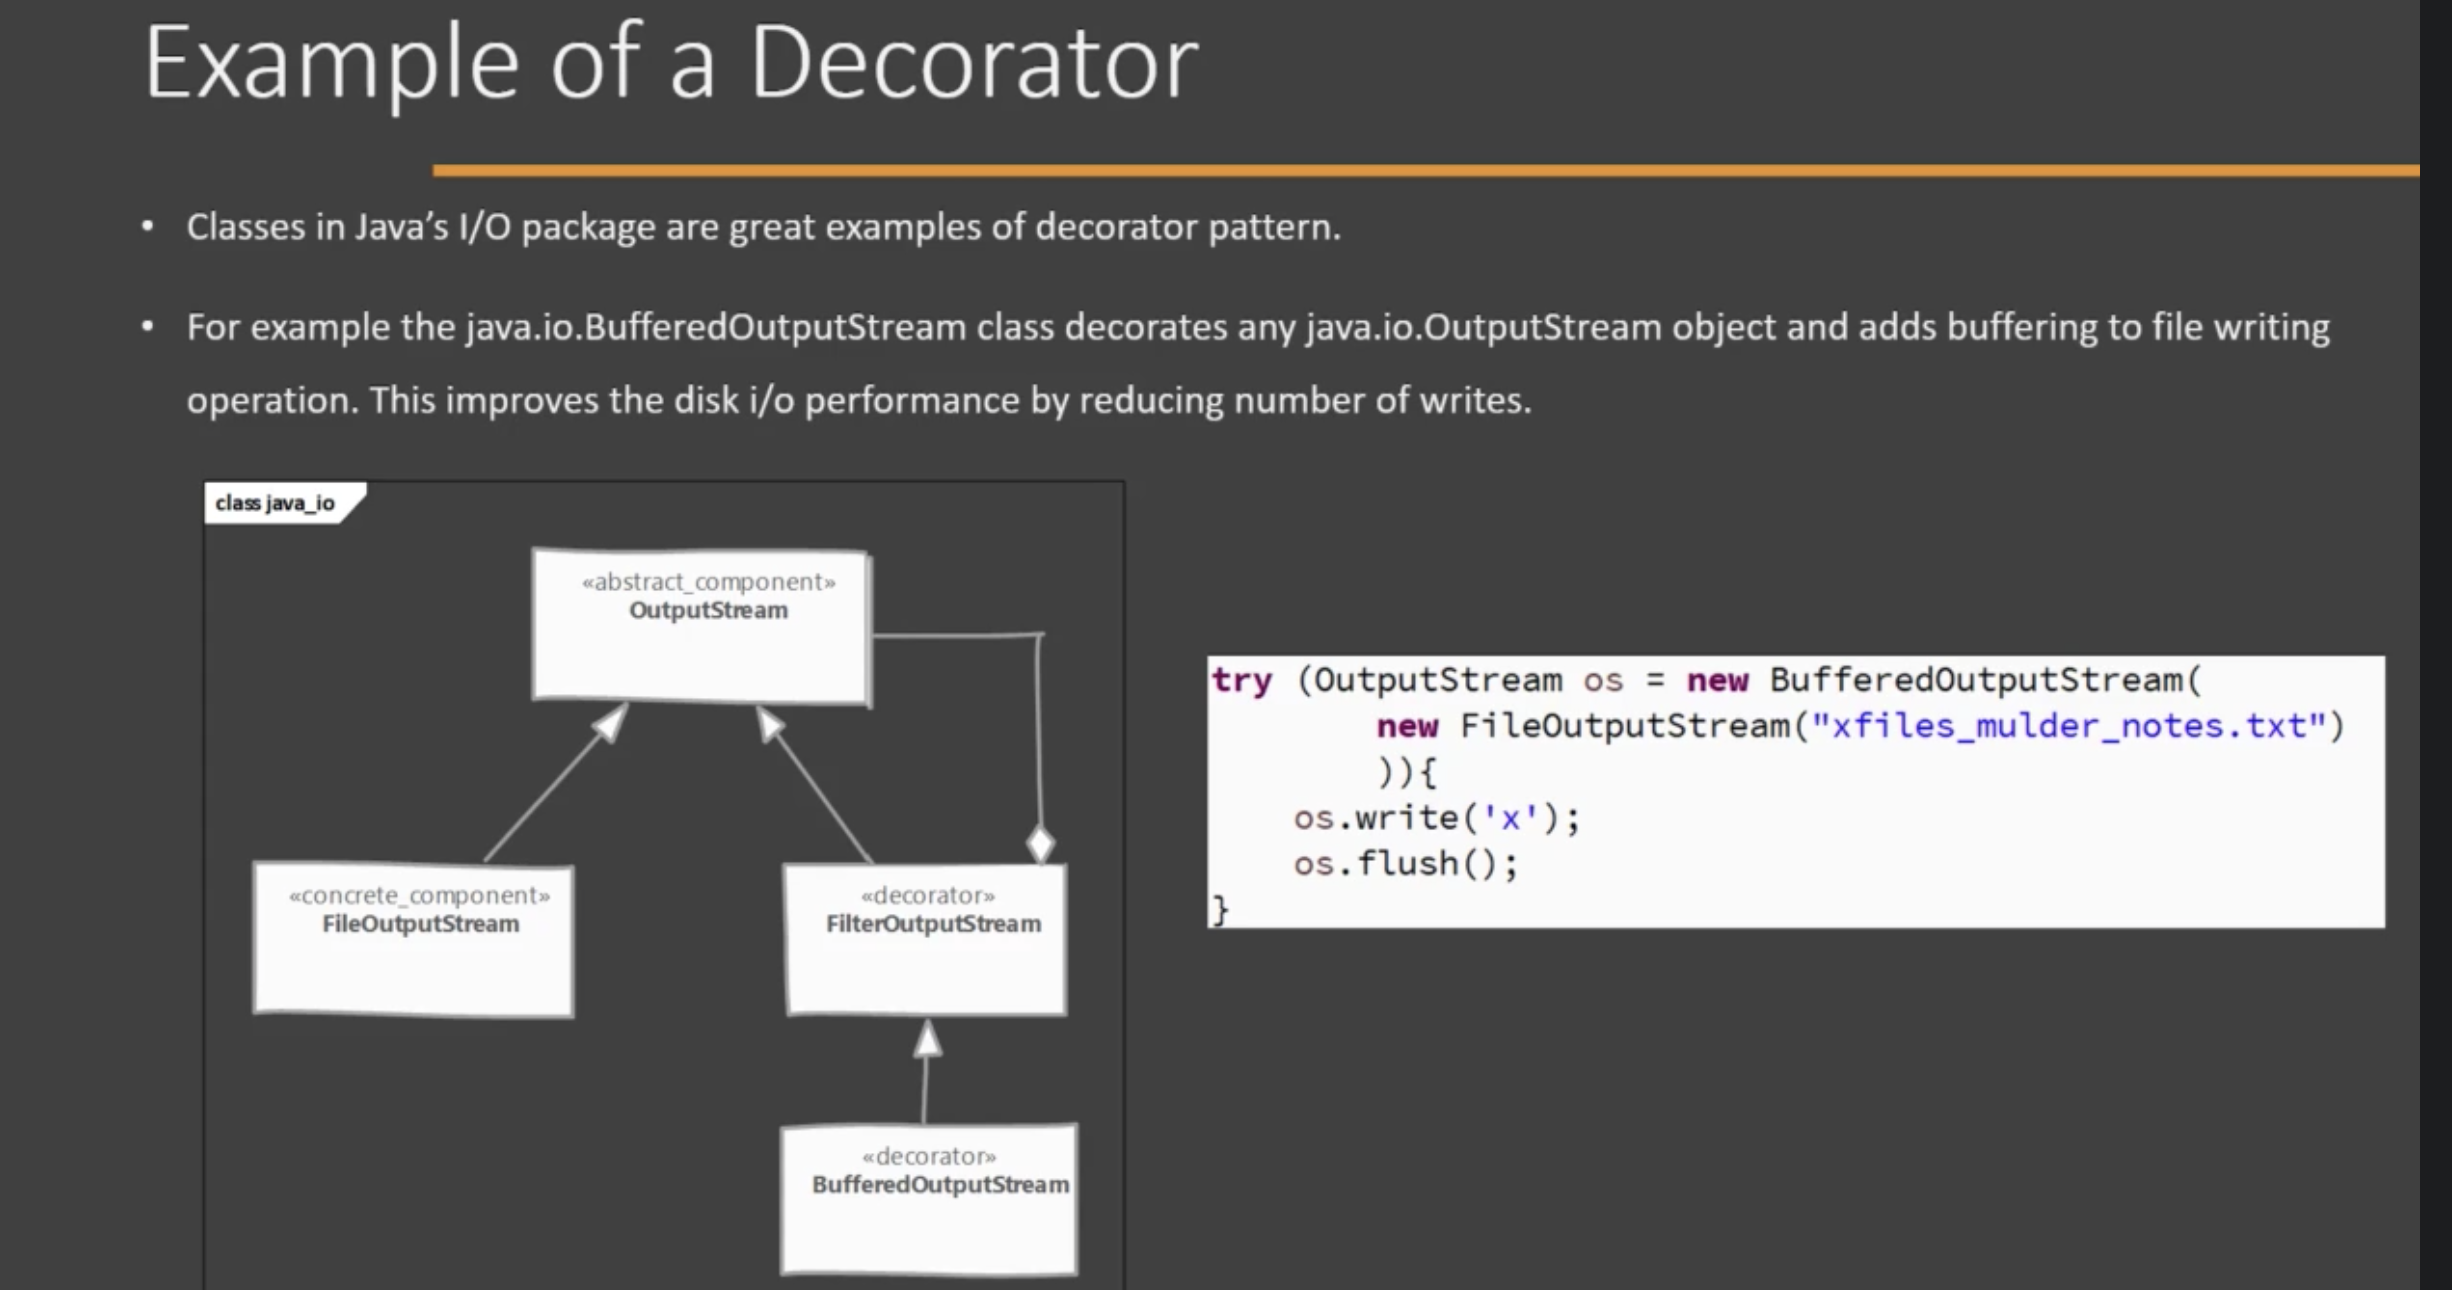 Example of a Decorator
• Classes in Java’s I/O package are great examples of decorator pattern.
• For example the java.io.BufferedOutputStream class decorates any java.io.OutputStream object and adds buffering to file writing
operation. This improves the disk i/o performance by reducing number of writes.
class java_io
«abstract_component»
OutputStream
«concrete_component»
FileOutputStream
«decorator»
FilterOutputStream
«decorator»
BufferedOutputStream
try (OutputStream os = new BufferedOutputStream(
new FileOutputStream("xfiles_mulder_notes.txt")
)){
os.write('x');
os.flush();
}